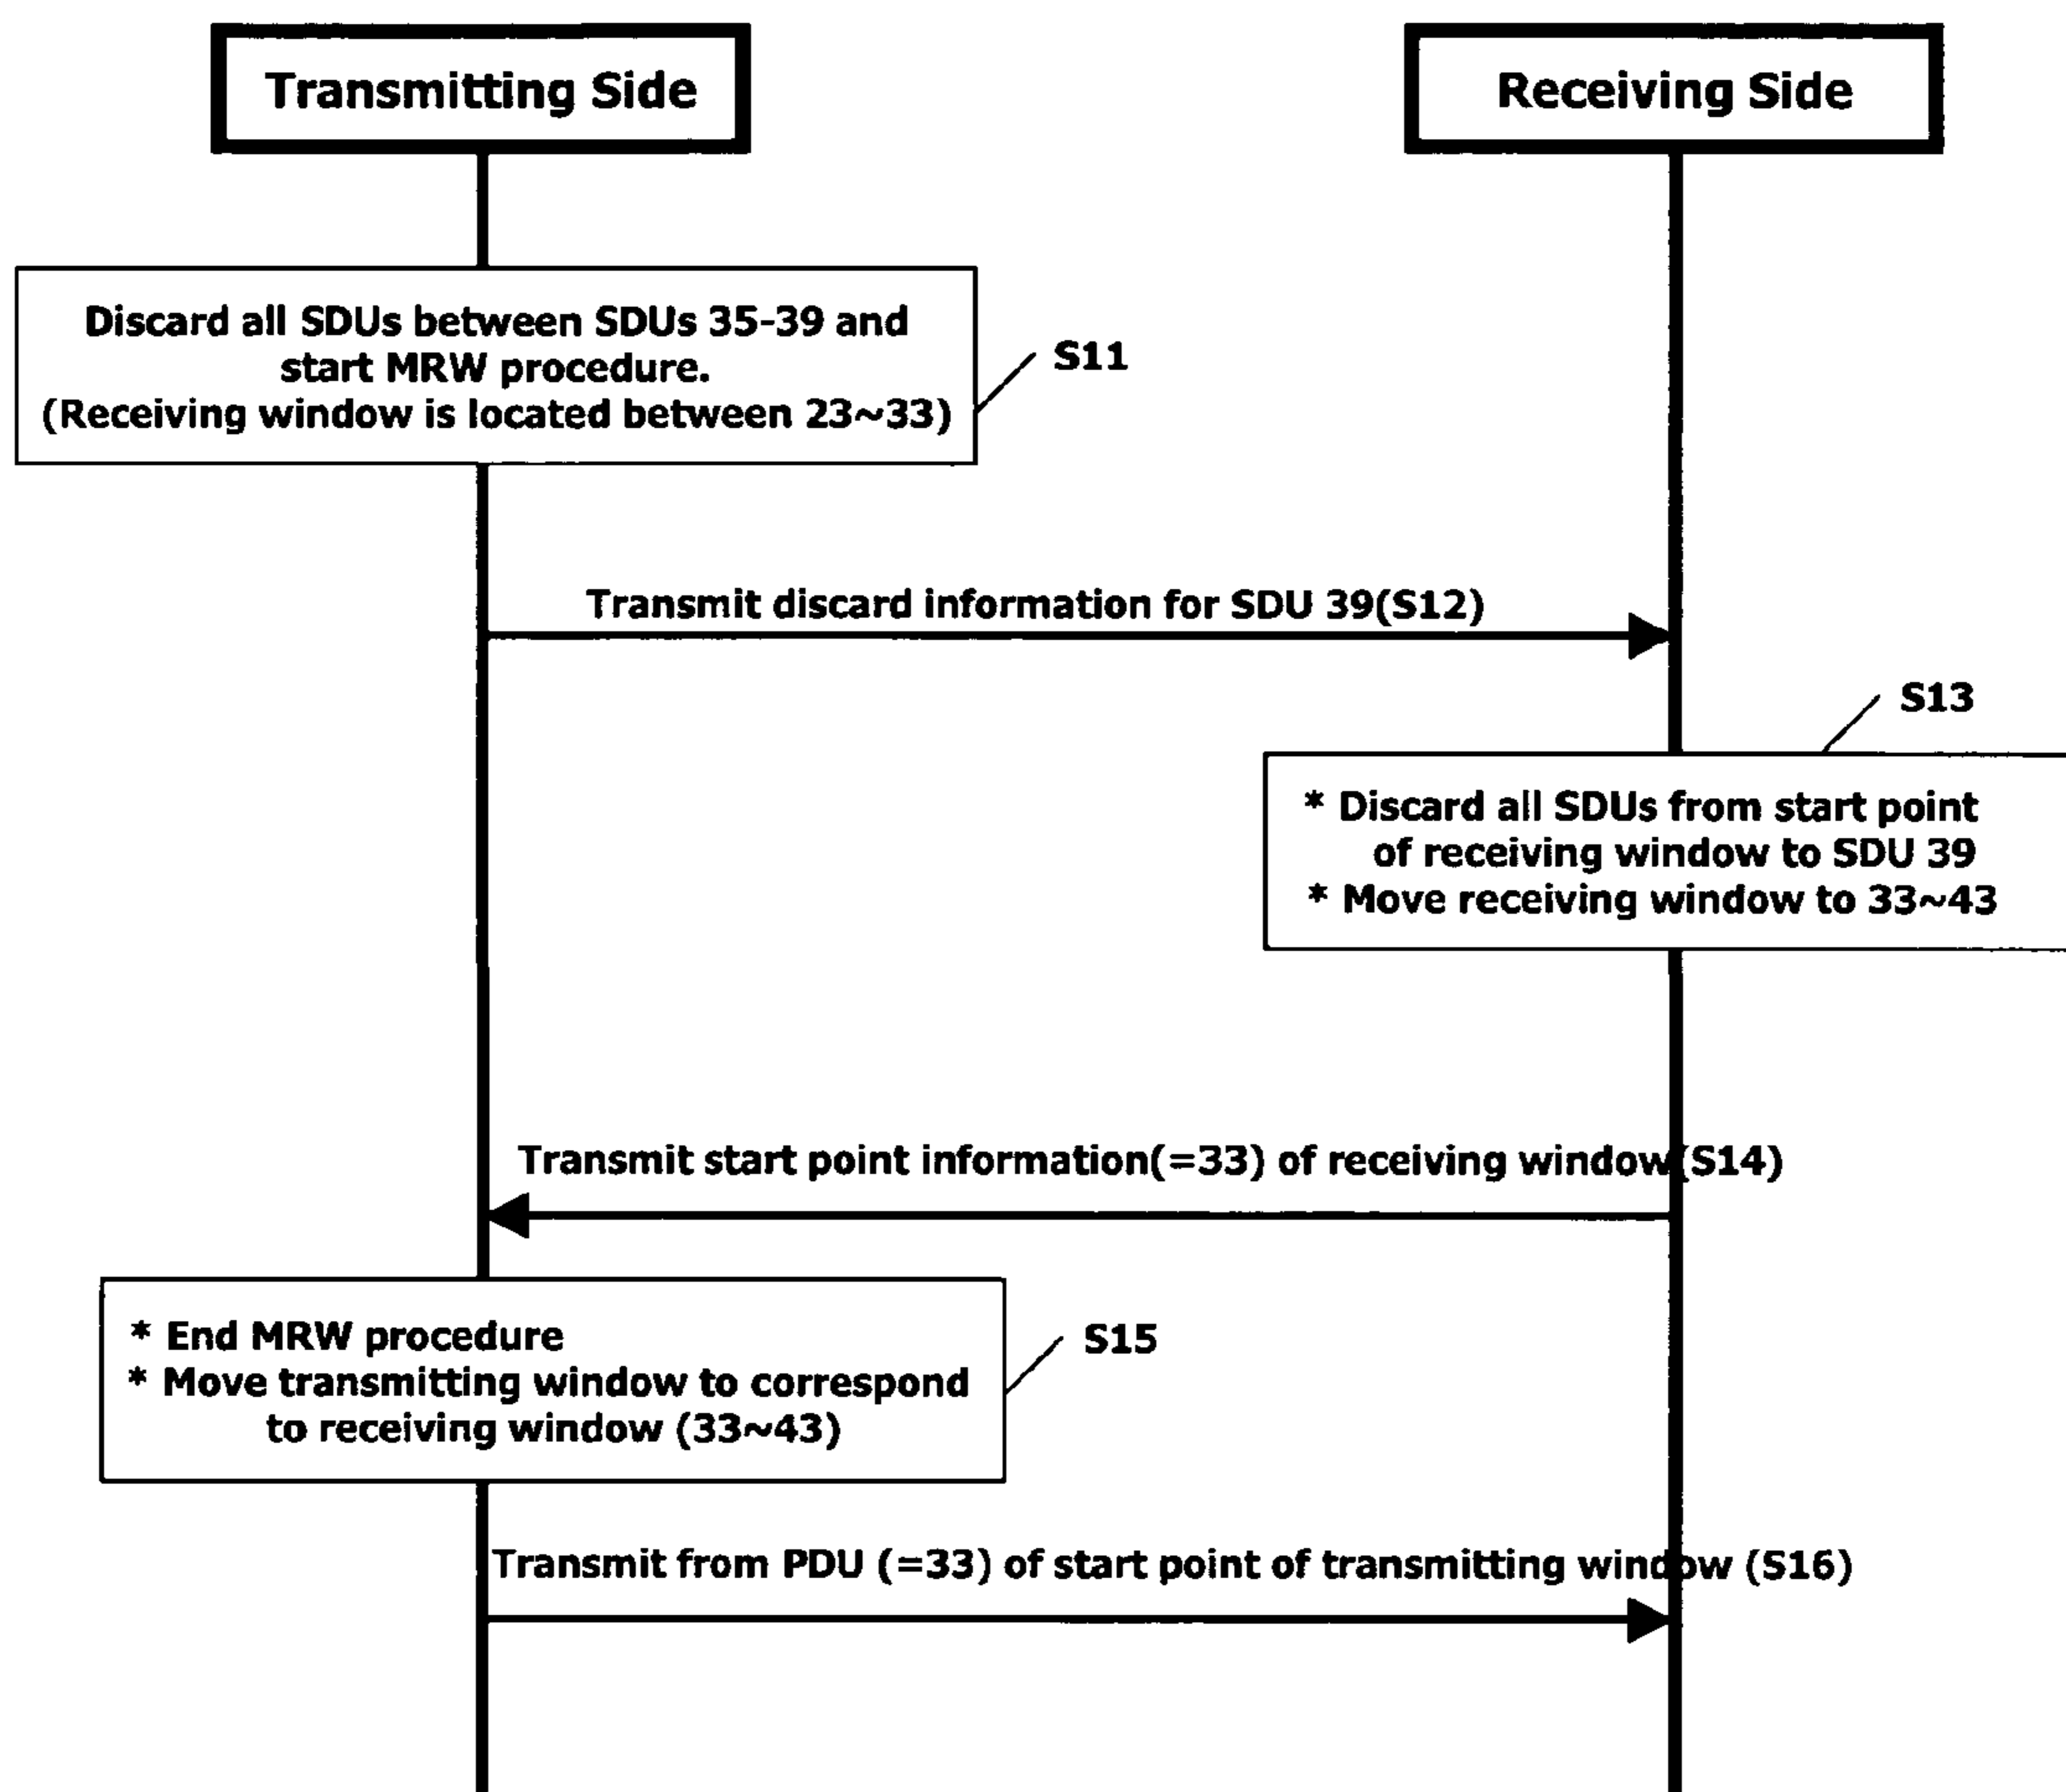 Transmitting Side
Receiving Side
Discard all SDUs between SDUs 35-39 and
start MRW procedure.
(Receiving window is located between 23~33)
S11
Transmit discard information for SDU 39(S12)
S13
* Discard all SDUs from start point
of receiving window to SDU 39
* Move receiving window to 33~43
Transmit start point information(=33) of receiving window(S14)
* End MRW procedure
* Move transmitting window to correspond
to receiving window (33~43)
S15
Transmit from PDU (=33) of start point of transmitting window (S16)